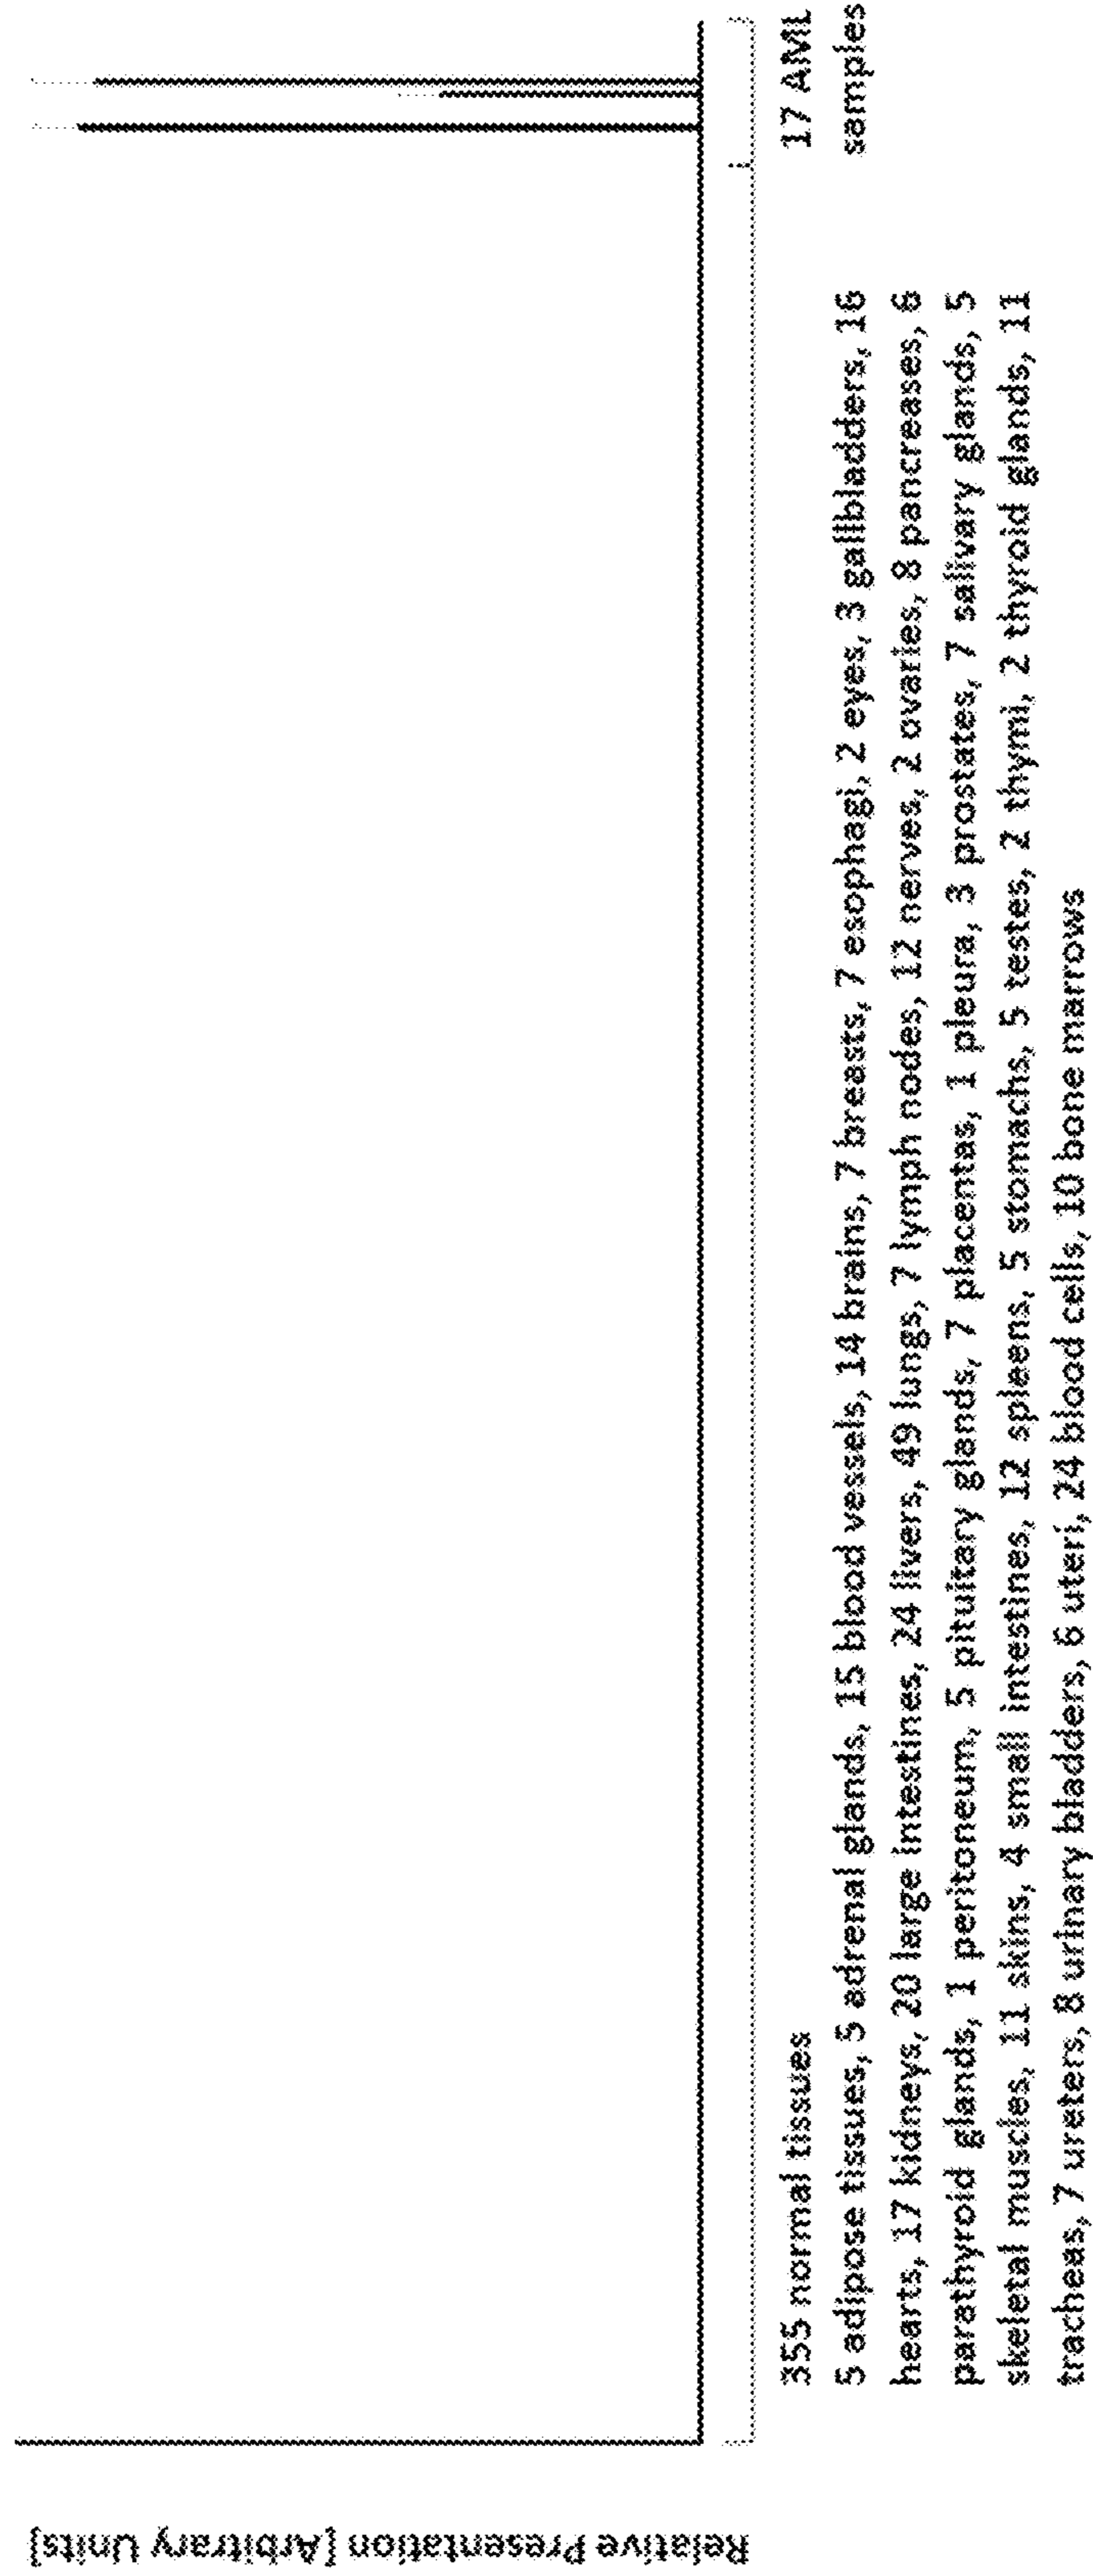 Relative Presentation [Arbitrary Units]
355 normal tissues
17 AML
samples
5 adipose tissues, 5 adrenal glands, 15 blood vessels, 14 brains, 7 breasts, 7 esophagi, 2 eyes, 3 gallbladders, 16
hearts, 17 kidneys, 20 large intestines, 24 livers, 49 lungs, 7 lymph nodes, 12 nerves, 2 ovaries, 8 pancreases, 6
parathyroid glands, 1 peritoneum, 5 pituitary glands, 7 placentas, 1 pleura, 3 prostates, 7 salivary glands, 5
skeletal muscles, 11 skins, 4 small intestines, 12 spleens, 5 stomachs, 5 testes, 2 thymi, 2 thyroid glands, 11
tracheas, 7 ureters, 8 urinary bladders, 6 uteri, 24 blood cells, 10 bone marrows